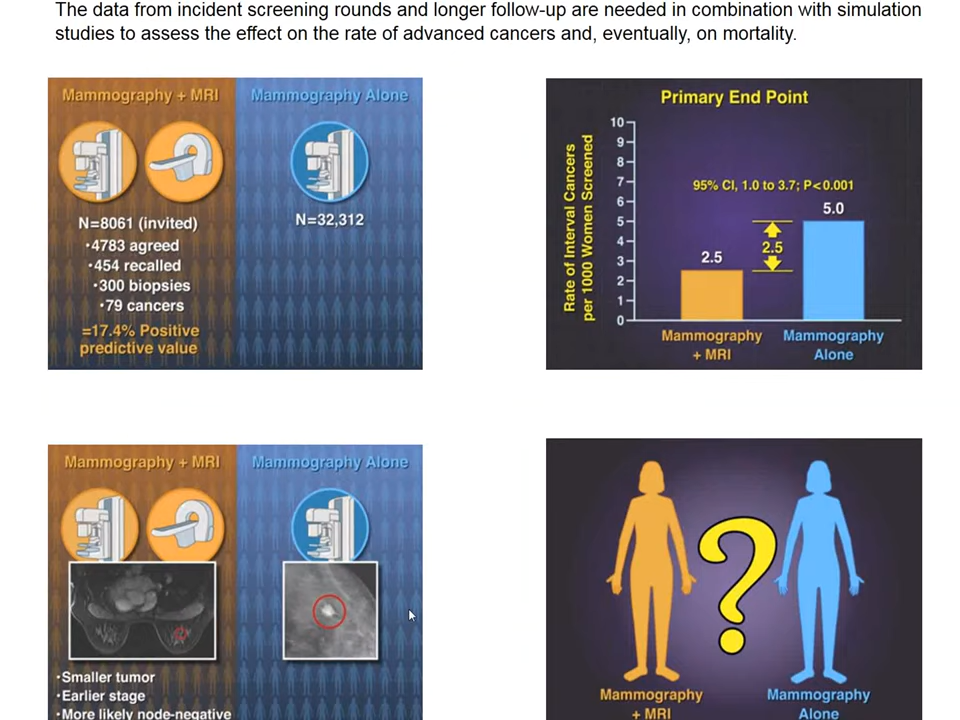 The data from incident screening rounds and longer follow-up are needed in combination with simulation
studies to assess the effect on the rate of advanced cancers and, eventually, on mortality.
Mammography + MRI
Mammography Alone
N=8061 (invited)
•4783 agreed
•454 recalled
•300 biopsies
•79 cancers
=17.4% Positive
predictive value
N=32,312
Primary End Point
Rate of Interval Cancers
per 1000 Women Screened
10
9
8
7
6
5
4
3
2
1
0
95% CI, 1.0 to 3.7; P<0.001
2.5
2.5
5.0
Mammography
+ MRI
Mammography
Alone
Mammography + MRI
Mammography Alone
•Smaller tumor
•Earlier stage
•More likely node-negative
?
Mammography
+ MRI
Mammography
Alone